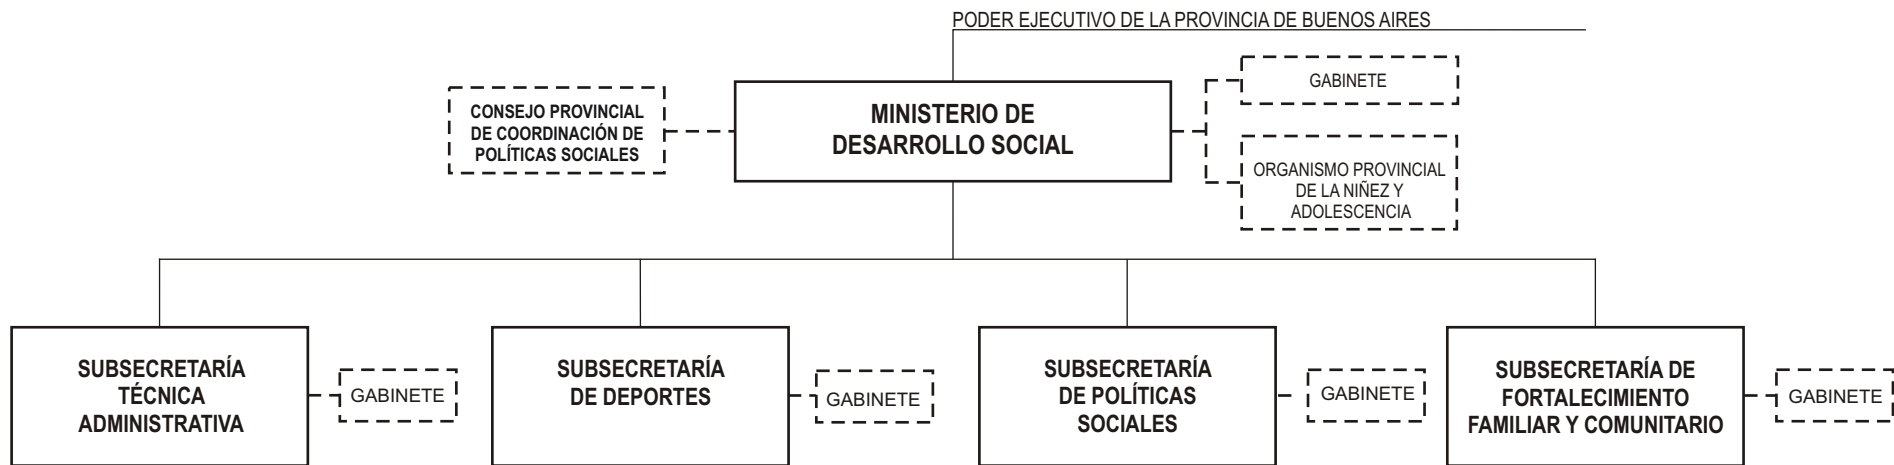 PODER EJECUTIVO DE LA PROVINCIA DE BUENOS AIRES
CONSEJO PROVINCIAL
DE COORDINACIÓN DE
POLÍTICAS SOCIALES
MINISTERIO DE
DESARROLLO SOCIAL
GABINETE
ORGANISMO PROVINCIAL
DE LA NIÑEZ Y
ADOLESCENCIA
SUBSECRETARÍA
TÉCNICA
ADMINISTRATIVA
GABINETE
SUBSECRETARÍA
DE DEPORTES
GABINETE
SUBSECRETARÍA
DE POLÍTICAS
SOCIALES
GABINETE
SUBSECRETARÍA DE
FORTALECIMIENTO
FAMILIAR Y COMUNITARIO
GABINETE